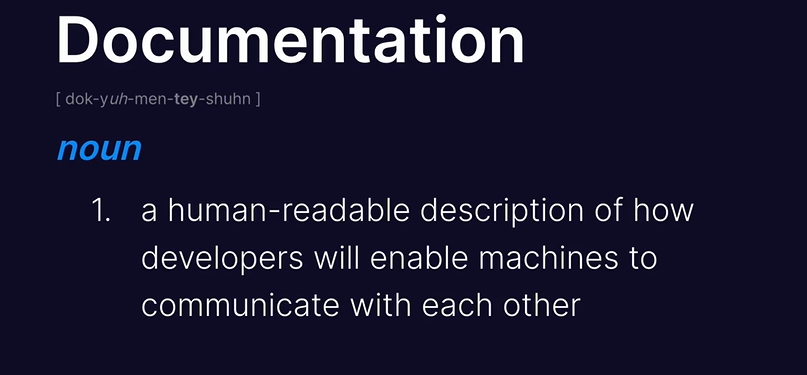 Documentation
[ dok-yuh-men-tey-shuhn ]
noun
1. a human-readable description of how
developers will enable machines to
communicate with each other